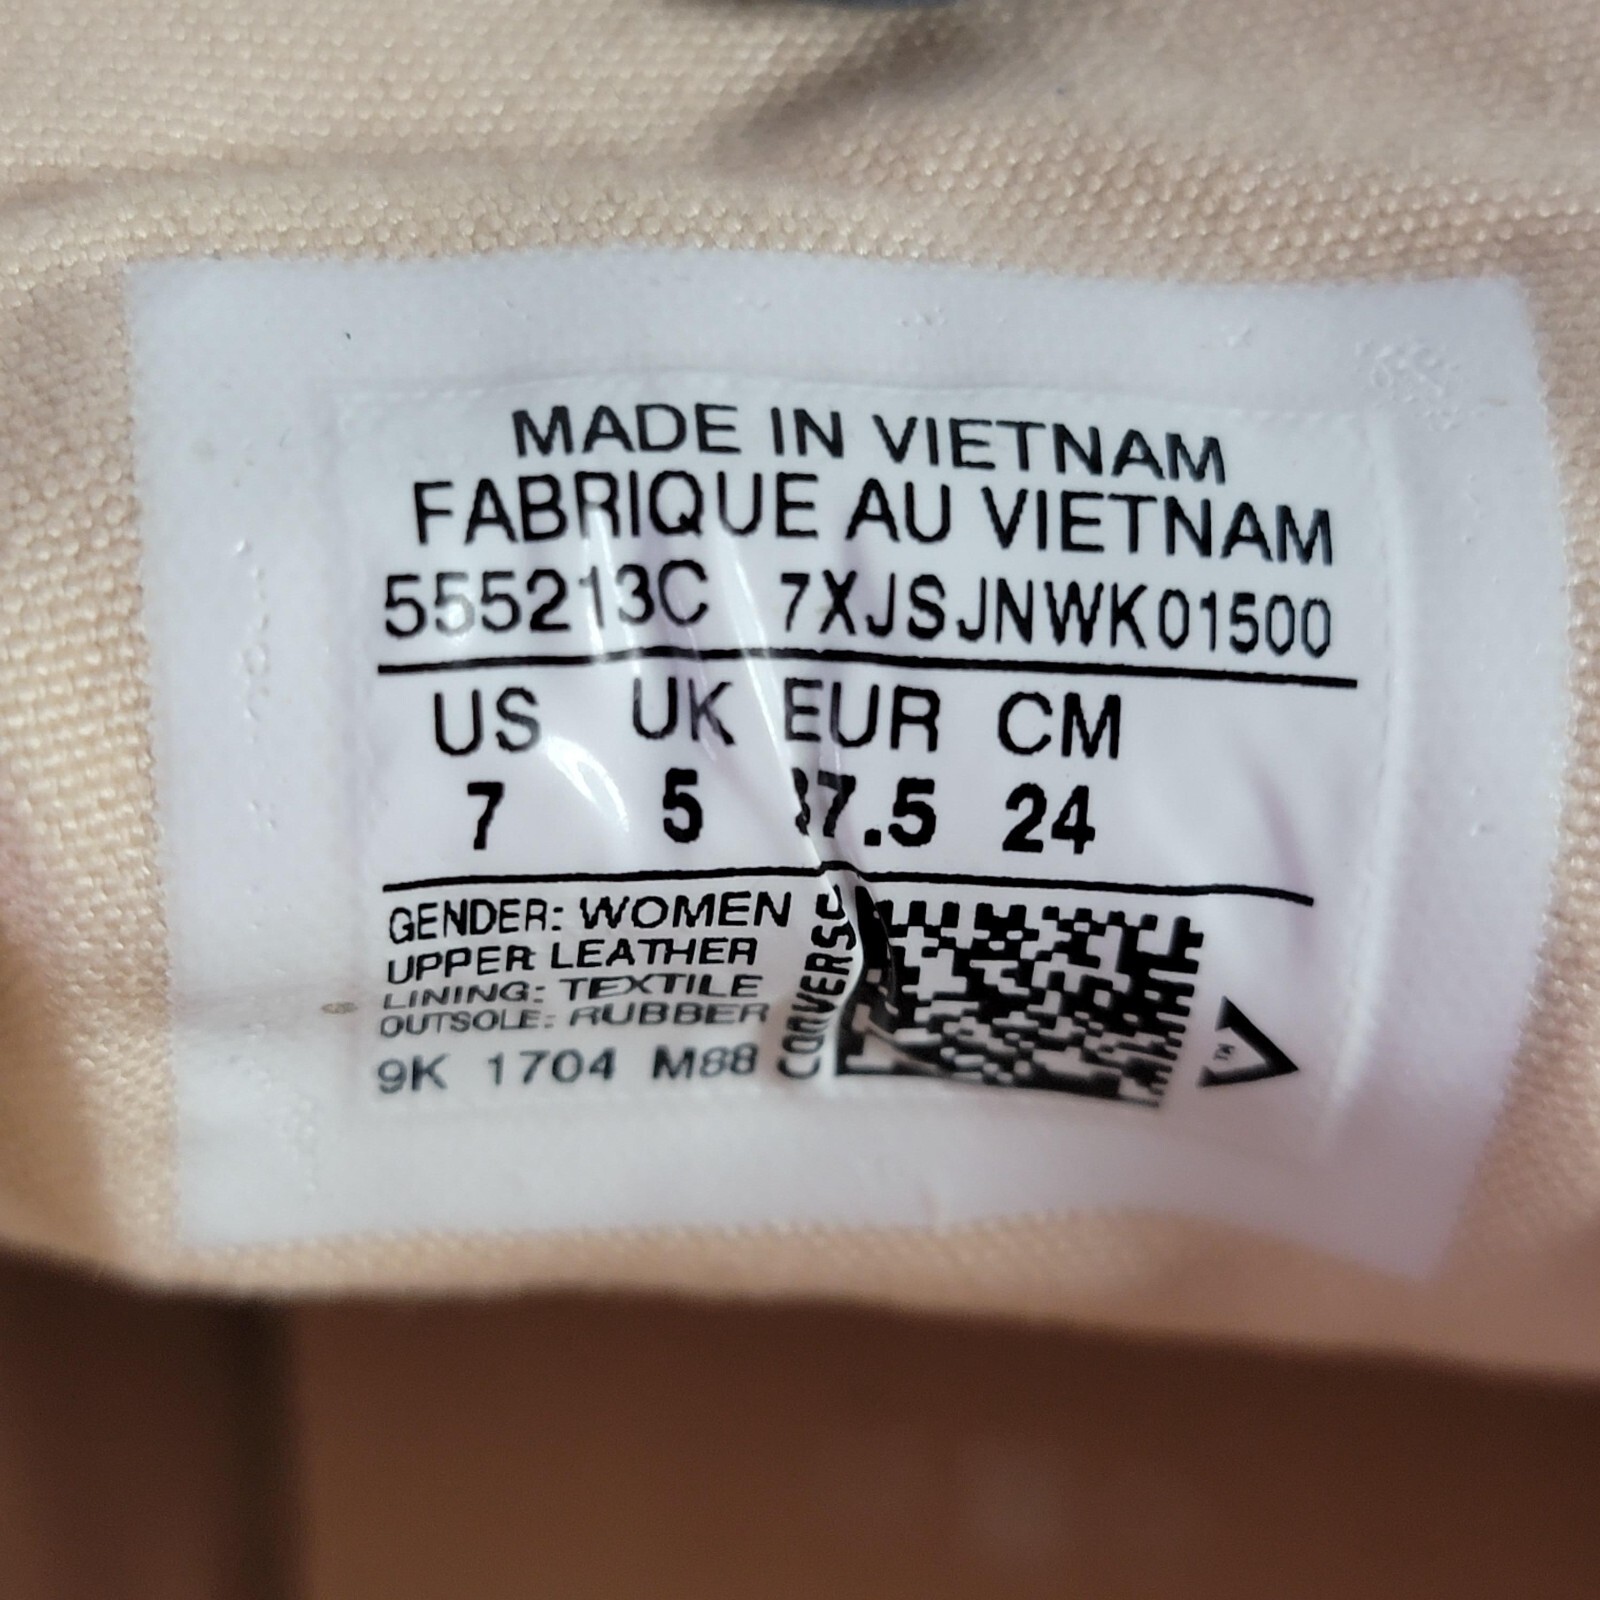 MADE IN VIETNAM
FABRIQUE AU VIETNAM
555213C 7XJSJNWK01500
US UK EUR CM
7 5 37.5 24
GENDER: WOMEN
UPPER LEATHER
LINING: TEXTILE
OUTSOLE: RUBBER
9K 1704 M88
CONVERSE
TM